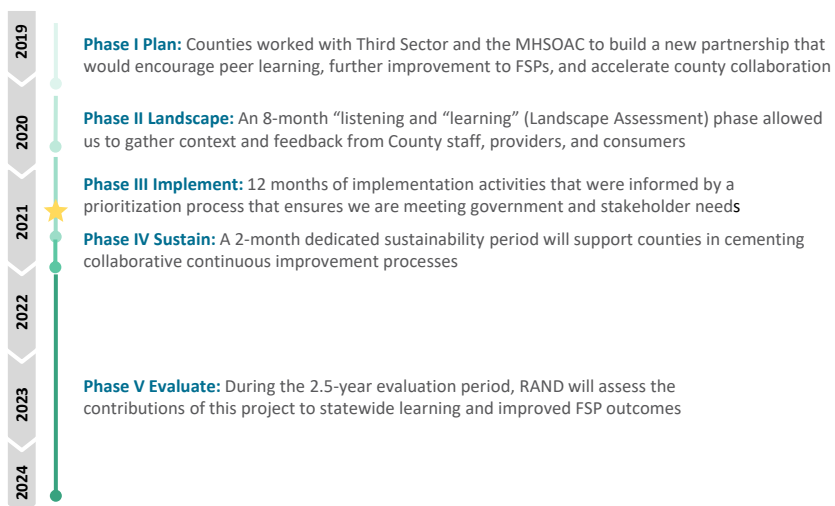 2019
Phase I Plan: Counties worked with Third Sector and the MHSOAC to build a new partnership that
would encourage peer learning, further improvement to FSPs, and accelerate county collaboration
2020
Phase II Landscape: An 8-month “listening and “learning” (Landscape Assessment) phase allowed
us to gather context and feedback from County staff, providers, and consumers
2021
Phase III Implement: 12 months of implementation activities that were informed by a
prioritization process that ensures we are meeting government and stakeholder needs
Phase IV Sustain: A 2-month dedicated sustainability period will support counties in cementing
collaborative continuous improvement processes
2022
2023
Phase V Evaluate: During the 2.5-year evaluation period, RAND will assess the
contributions of this project to statewide learning and improved FSP outcomes
2024